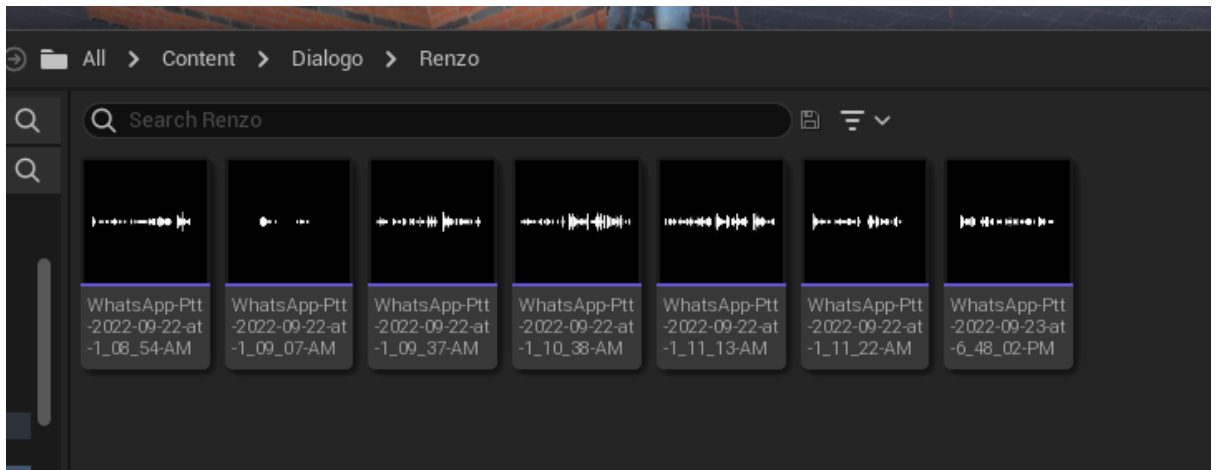 All > Content > Dialogo > Renzo
Search Renzo
WhatsApp-Ptt
-2022-09-22-at
-1_08_54-AM
WhatsApp-Ptt
-2022-09-22-at
-1_09_07-AM
WhatsApp-Ptt
-2022-09-22-at
-1_09_37-AM
WhatsApp-Ptt
-2022-09-22-at
-1_10_38-AM
WhatsApp-Ptt
-2022-09-22-at
-1_11_13-AM
WhatsApp-Ptt
-2022-09-22-at
-1_11_22-AM
WhatsApp-Ptt
-2022-09-23-at
-6_48_02-PM